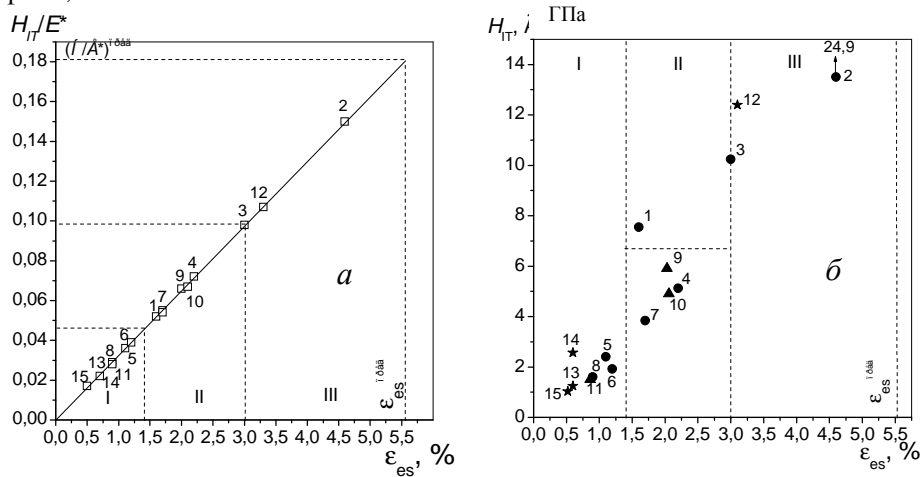 H_IT/E*
(Í /Å*)ïðåä
0,20
0,18
0,16
0,14
0,12
0,10
0,08
0,06
0,04
0,02
0,00
2
12
3
4
9
10
7
1
6
5
8
11
13
14
15
I
II
III
а
ε_es ïðåä
0,0 0,5 1,0 1,5 2,0 2,5 3,0 3,5 4,0 4,5 5,0 5,5
ε_es, %
H_IT, ГПа
14
12
10
8
6
4
2
0
I
II
III
24,9
2
12
3
1
9
4
10
7
14
5
8
6
13
11
15
б
ε_es ïðåä
0,0 0,5 1,0 1,5 2,0 2,5 3,0 3,5 4,0 4,5 5,0 5,5
ε_es, %